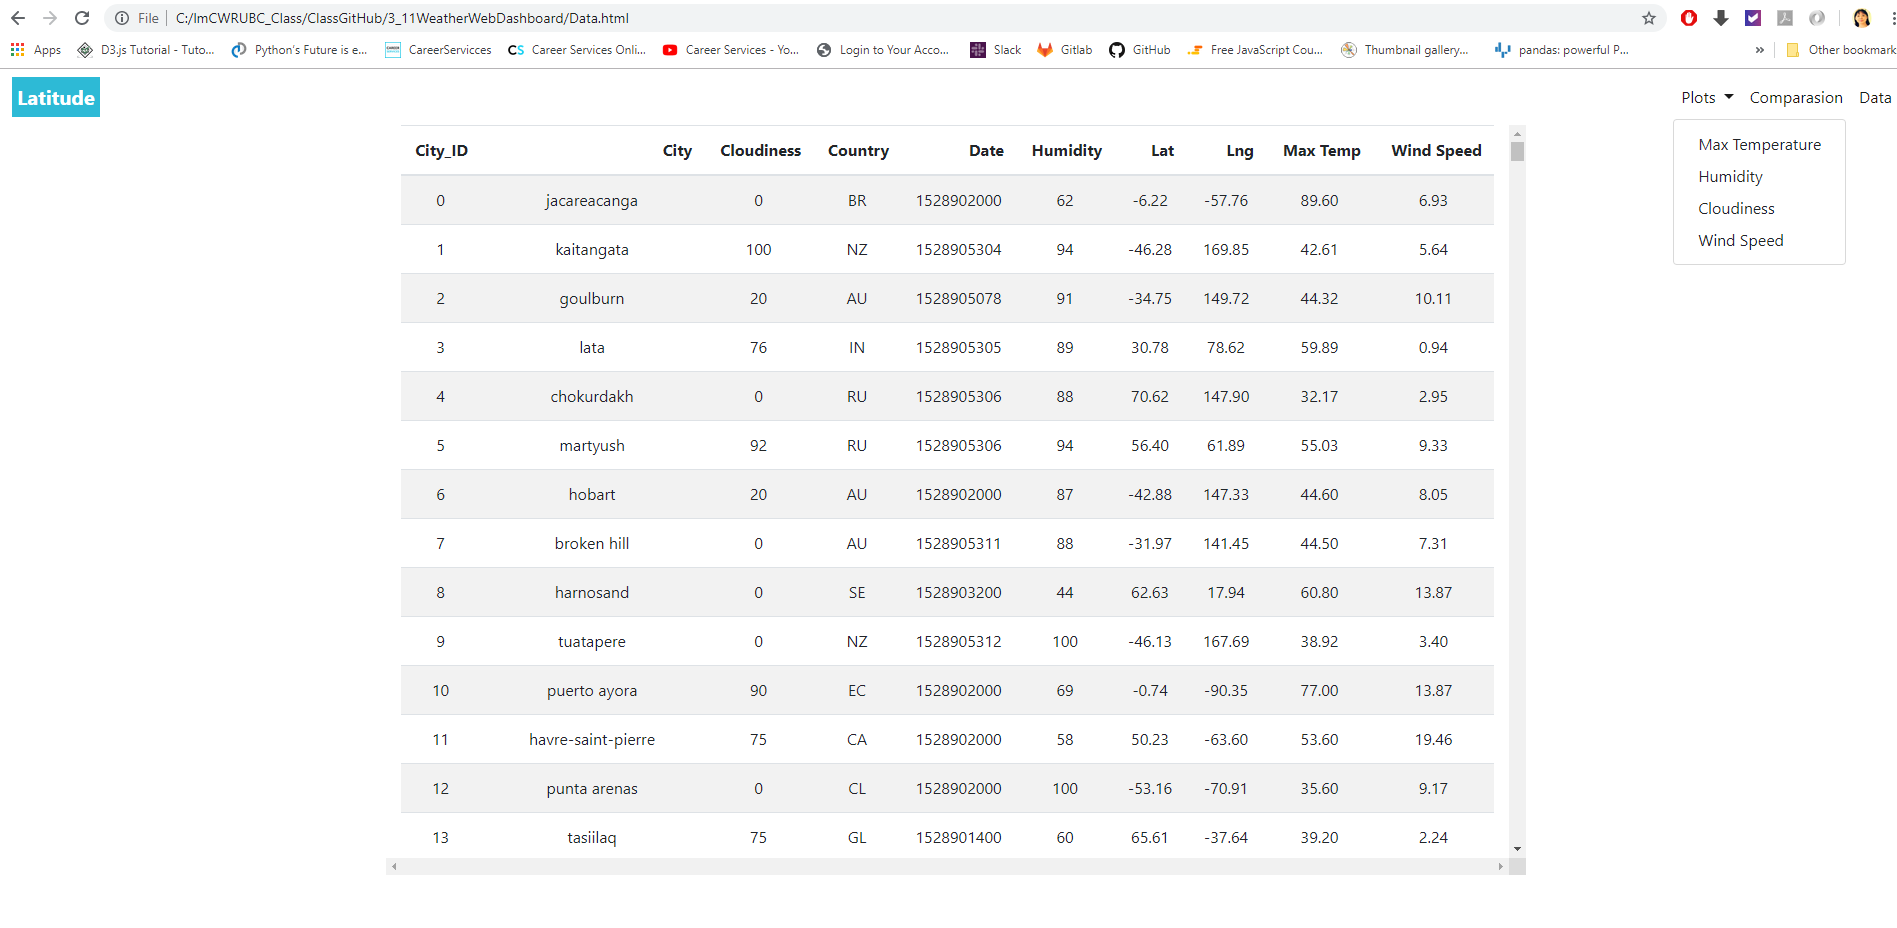 File | C:/ImCWRUBC_Class/ClassGitHub/3_11WeatherWebDashboard/Data.html
Apps D3.js Tutorial - Tuto... Python's Future is e... CareerServicces Career Services Onli... Career Services - Yo... Login to Your Acco... Slack Gitlab GitHub Free JavaScript Cou... Thumbnail gallery... pandas: powerful P... » Other bookmark
Latitude Plots Comparasion Data
Max Temperature
Humidity
Cloudiness
Wind Speed
City_ID City Cloudiness Country Date Humidity Lat Lng Max Temp Wind Speed
0 jacareacanga 0 BR 1528902000 62 -6.22 -57.76 89.60 6.93
1 kaitangata 100 NZ 1528905304 94 -46.28 169.85 42.61 5.64
2 goulburn 20 AU 1528905078 91 -34.75 149.72 44.32 10.11
3 lata 76 IN 1528905305 89 30.78 78.62 59.89 0.94
4 chokurdakh 0 RU 1528905306 88 70.62 147.90 32.17 2.95
5 martyush 92 RU 1528905306 94 56.40 61.89 55.03 9.33
6 hobart 20 AU 1528902000 87 -42.88 147.33 44.60 8.05
7 broken hill 0 AU 1528905311 88 -31.97 141.45 44.50 7.31
8 harnosand 0 SE 1528903200 44 62.63 17.94 60.80 13.87
9 tuatapere 0 NZ 1528905312 100 -46.13 167.69 38.92 3.40
10 puerto ayora 90 EC 1528902000 69 -0.74 -90.35 77.00 13.87
11 havre-saint-pierre 75 CA 1528902000 58 50.23 -63.60 53.60 19.46
12 punta arenas 0 CL 1528902000 100 -53.16 -70.91 35.60 9.17
13 tasiilaq 75 GL 1528901400 60 65.61 -37.64 39.20 2.24